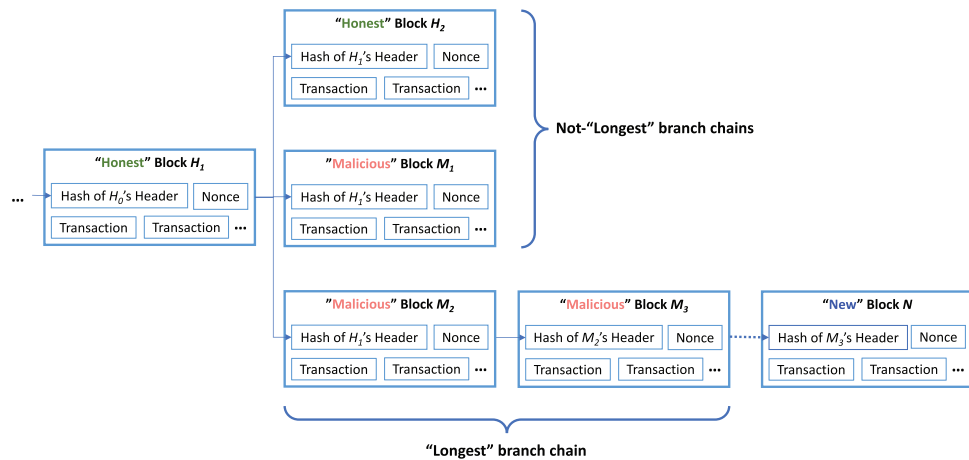 “Honest” Block H2
Hash of H1’s Header
Nonce
Transaction
Transaction
...
Not-“Longest” branch chains
...
“Honest” Block H1
Hash of H0’s Header
Nonce
Transaction
Transaction
...
”Malicious” Block M1
Hash of H1’s Header
Nonce
Transaction
Transaction
...
”Malicious” Block M2
Hash of H1’s Header
Nonce
Transaction
Transaction
...
“Malicious” Block M3
Hash of M2’s Header
Nonce
Transaction
Transaction
...
“New” Block N
Hash of M3’s Header
Nonce
Transaction
Transaction
...
“Longest” branch chain